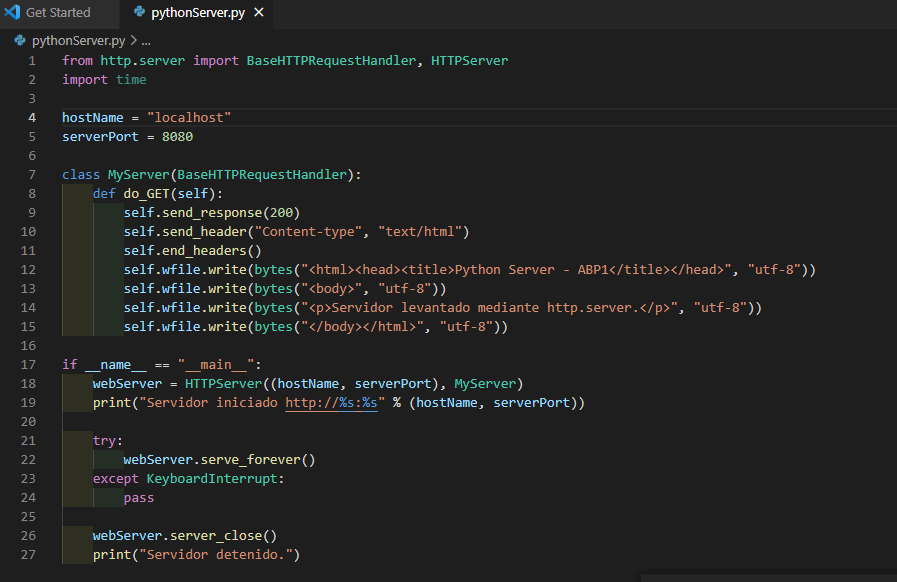 Get Started
pythonServer.py
pythonServer.py > ...
1 from http.server import BaseHTTPRequestHandler, HTTPServer
2 import time
3
4 hostName = "localhost"
5 serverPort = 8080
6
7 class MyServer(BaseHTTPRequestHandler):
8     def do_GET(self):
9         self.send_response(200)
10         self.send_header("Content-type", "text/html")
11         self.end_headers()
12         self.wfile.write(bytes("<html><head><title>Python Server - ABP1</title></head>", "utf-8"))
13         self.wfile.write(bytes("<body>", "utf-8"))
14         self.wfile.write(bytes("<p>Servidor levantado mediante http.server.</p>", "utf-8"))
15         self.wfile.write(bytes("</body></html>", "utf-8"))
16
17 if __name__ == "__main__":
18     webServer = HTTPServer((hostName, serverPort), MyServer)
19     print("Servidor iniciado http://%s:%s" % (hostName, serverPort))
20
21     try:
22         webServer.serve_forever()
23     except KeyboardInterrupt:
24         pass
25
26     webServer.server_close()
27     print("Servidor detenido.")